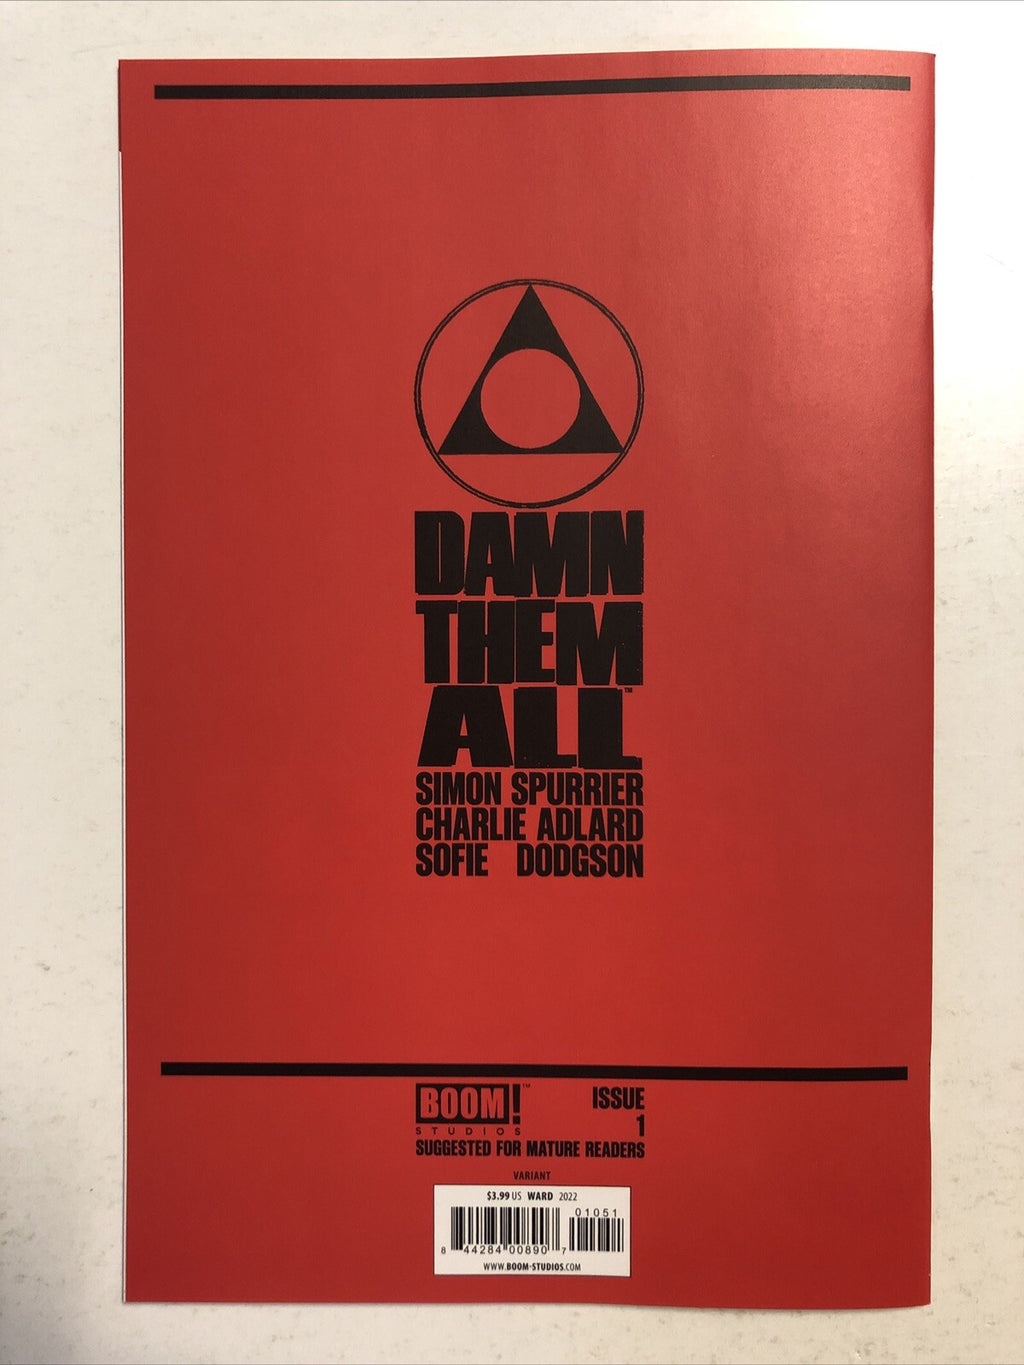 DAMN
THEM
ALL™
SIMON SPURRIER
CHARLIE ADLARD
SOFIE DODGSON
BOOM!™
STUDIOS
ISSUE
1
SUGGESTED FOR MATURE READERS
VARIANT
$3.99 US WARD 2022
01051
8 44284 00890 7
WWW.BOOM-STUDIOS.COM